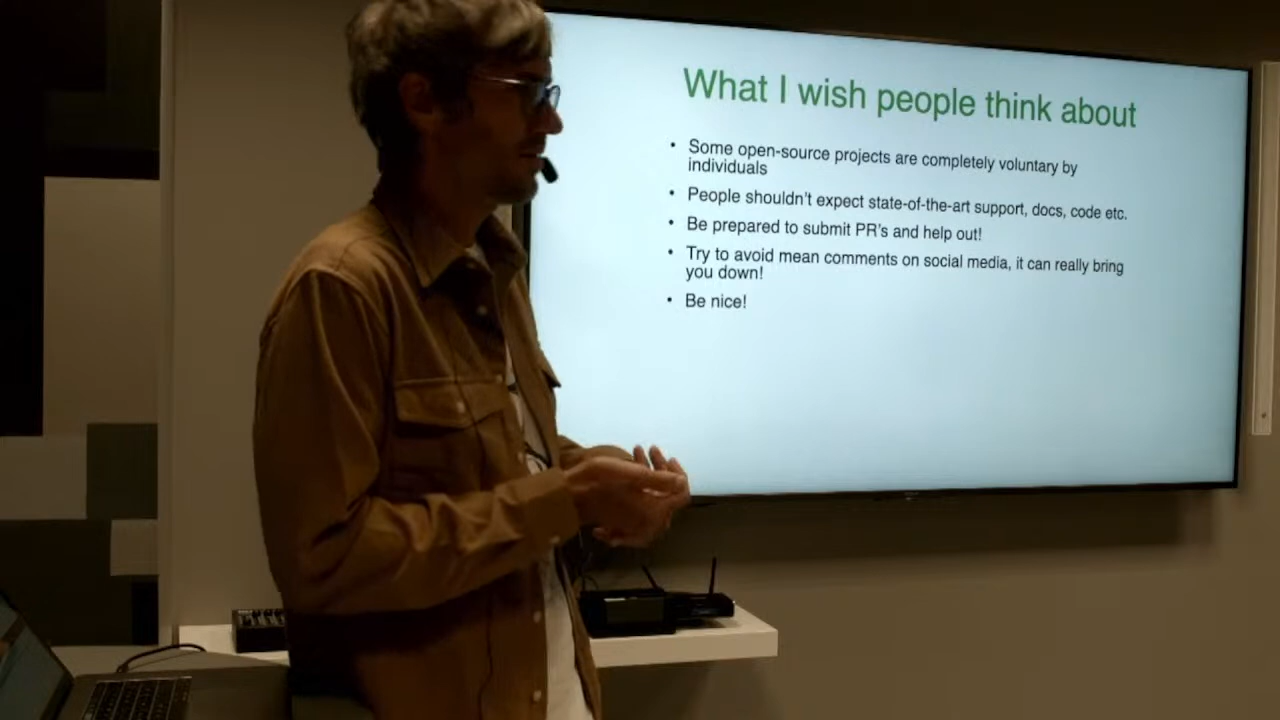 What I wish people think about
• Some open-source projects are completely voluntary by
individuals
• People shouldn't expect state-of-the-art support, docs, code etc.
• Be prepared to submit PR's and help out!
• Try to avoid mean comments on social media, it can really bring
you down!
• Be nice!